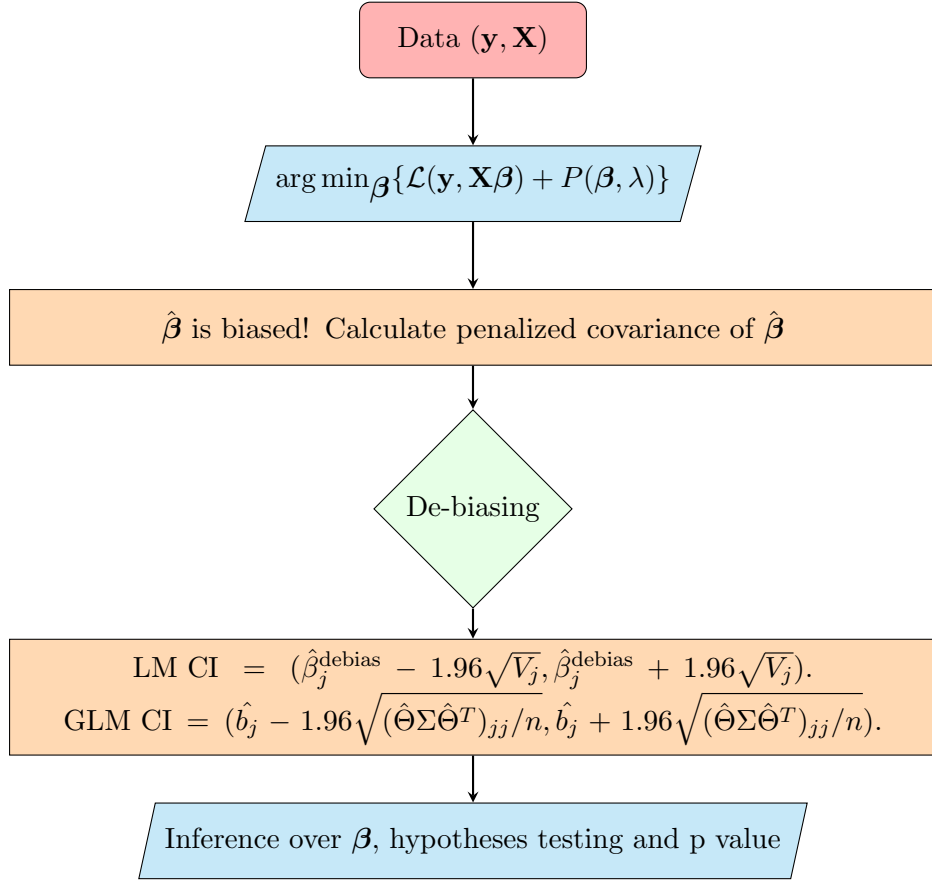 Data (𝐲, 𝐗)
arg min_𝜷{ℒ(𝐲, 𝐗𝜷) + P(𝜷, λ)}
𝜷̂ is biased! Calculate penalized covariance of 𝜷̂
De-biasing
LM CI = (β̂_j^debias − 1.96√V_j, β̂_j^debias + 1.96√V_j).
GLM CI = (b̂_j − 1.96√(Θ̂ΣΘ̂^T)_jj/n, b̂_j + 1.96√(Θ̂ΣΘ̂^T)_jj/n).
Inference over 𝜷, hypotheses testing and p value